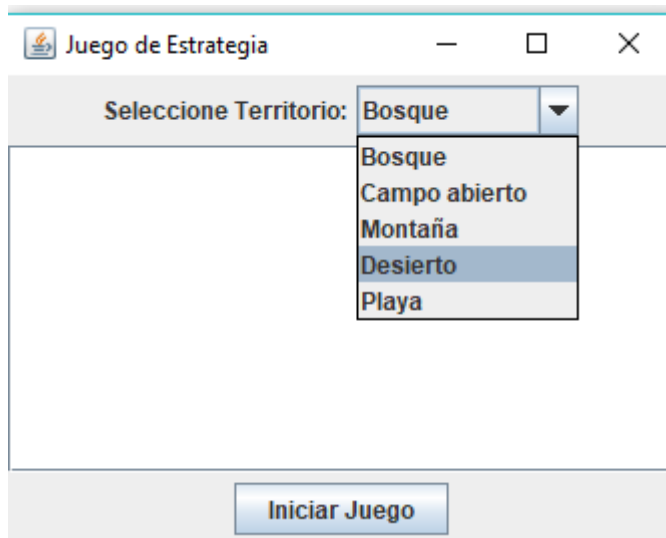 Juego de Estrategia
Seleccione Territorio: Bosque
Bosque
Campo abierto
Montaña
Desierto
Playa
Iniciar Juego